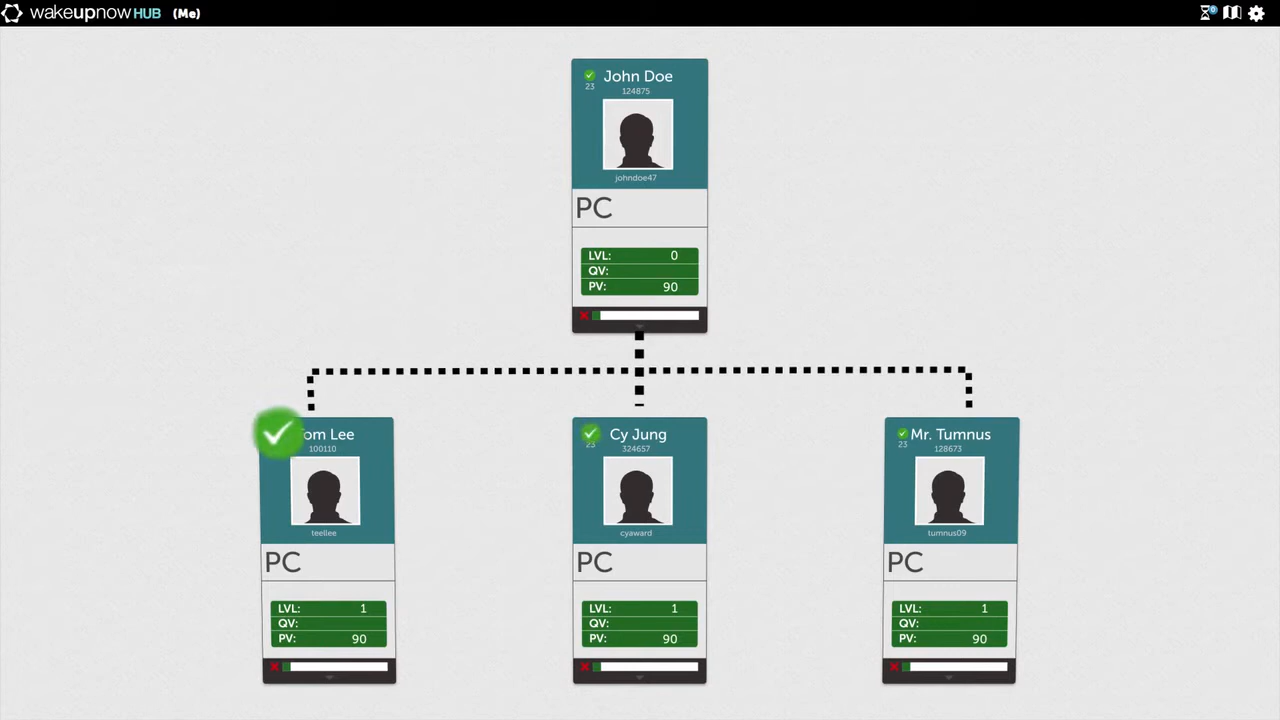 wakeupnow HUB (Me)
0
John Doe
23
124875
johndoe47
PC
LVL: 0
QV:
PV: 90
Tom Lee
100110
teellee
PC
LVL: 1
QV:
PV: 90
Cy Jung
23
324657
cyaward
PC
LVL: 1
QV:
PV: 90
Mr. Tumnus
23
128673
tumnus09
PC
LVL: 1
QV:
PV: 90